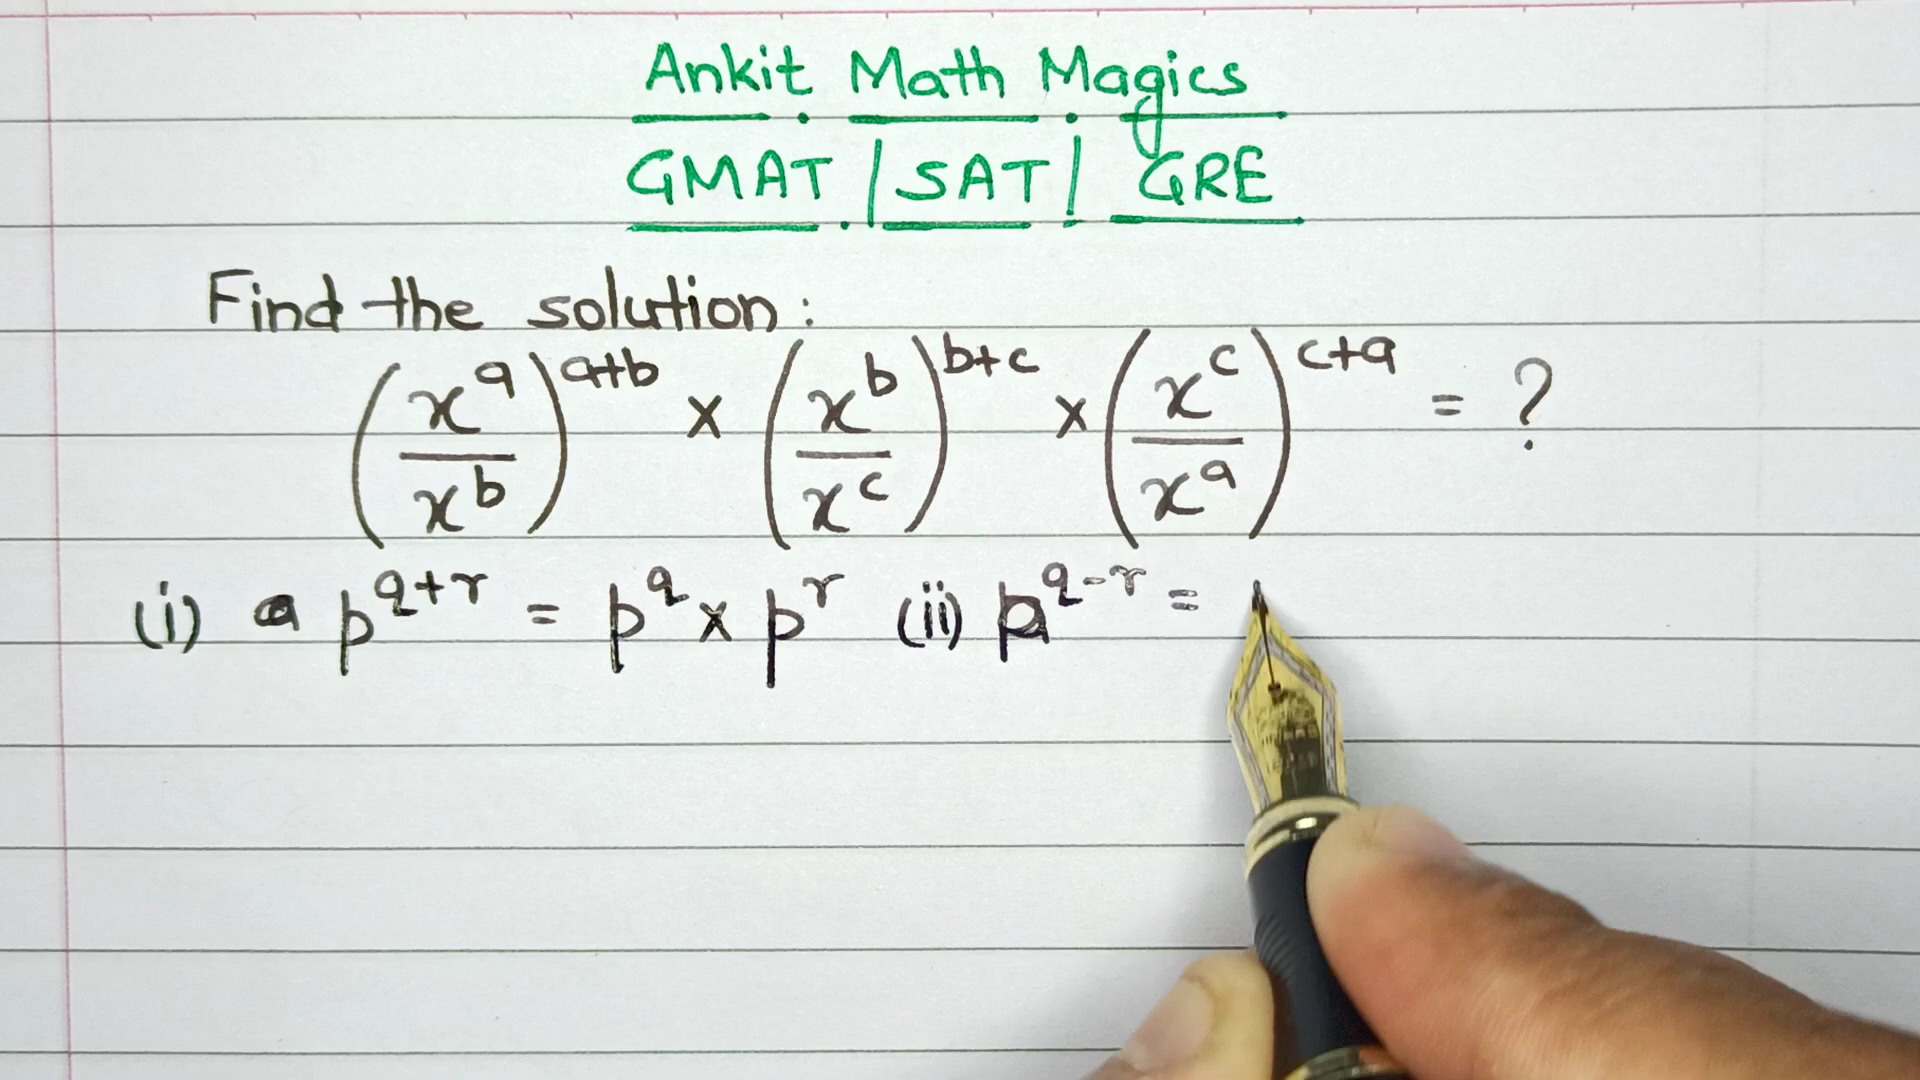 Ankit Math Magics
GMAT | SAT | GRE
Find the solution:
(x^a/x^b)^(a+b) × (x^b/x^c)^(b+c) × (x^c/x^a)^(c+a) = ?
(i) p^(q+r) = p^q × p^r (ii) p^(q-r) =